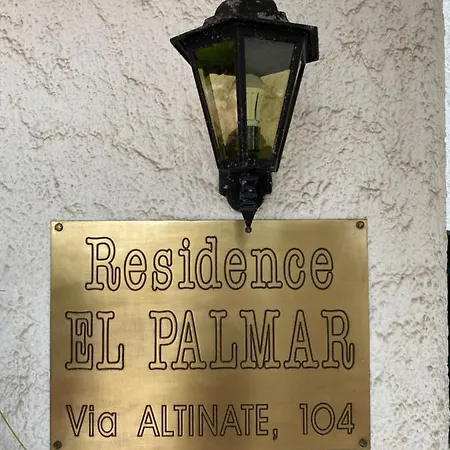 Residence
EL PALMAR
Via ALTINATE, 104